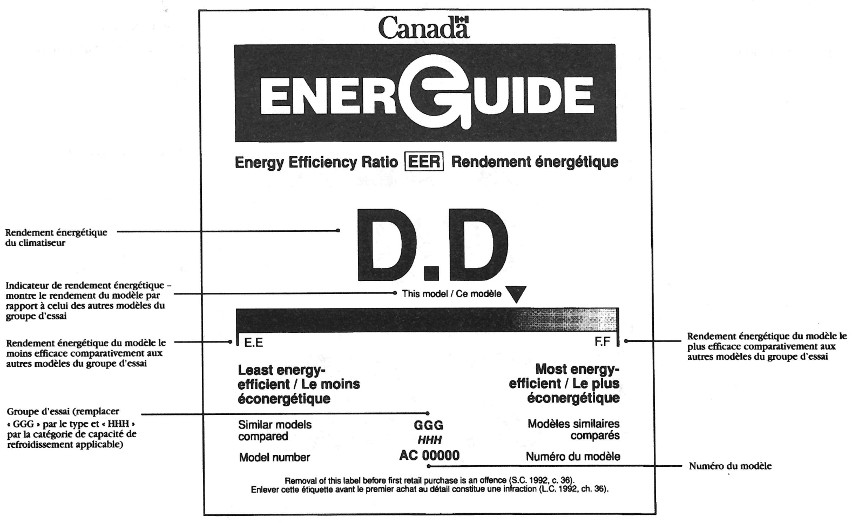 Canada
ENERGUIDE
Energy Efficiency Ratio EER Rendement énergétique
Rendement énergétique
du climatiseur
D.D
Indicateur de rendement énergétique –
montre le rendement du modèle par
rapport à celui des autres modèles du
groupe d'essai
This model / Ce modèle
Rendement énergétique du modèle le
moins efficace comparativement aux
autres modèles du groupe d'essai
E.E
F.F
Rendement énergétique du modèle le
plus efficace comparativement aux
autres modèles du groupe d'essai
Least energy-
efficient / Le moins
éconergétique
Most energy-
efficient / Le plus
éconergétique
Groupe d'essai (remplacer
« GGG » par le type et « HHH »
par la catégorie de capacité de
refroidissement applicable)
Similar models
compared
GGG
HHH
Modèles similaires
comparés
Model number
AC 00000
Numéro du modèle
Numéro du modèle
Removal of this label before first retail purchase is an offence (S.C. 1992, c. 36).
Enlever cette étiquette avant le premier achat au détail constitue une infraction (L.C. 1992, ch. 36).